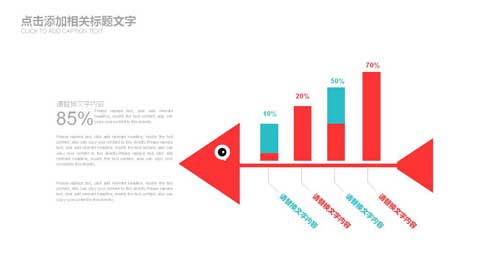 点击添加相关标题文字
CLICK TO ADD CAPTION TEXT
请替换文字内容
85%
Please replace text, click add relevant
headline, modify the text content, also can
copy your content to this directly.
Please replace text, click add relevant headline, modify the text
content, also can copy your content to this directly.Please replace
text, click add relevant headline, modify the text content, also can
copy your content to this directly.Please replace text, click add
relevant headline, modify the text content, also can copy your
content to this directly.
Please replace text, click add relevant headline, modify the text
content, also can copy your content to this directly.Please replace
text, click add relevant headline, modify the text content, also can
copy your content to this directly.
10%
20%
50%
70%
请替换文字内容
请替换文字内容
请替换文字内容
请替换文字内容